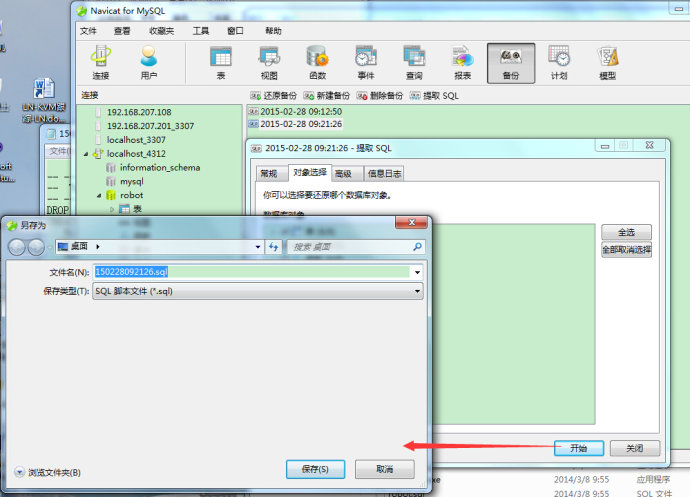 Navicat for MySQL
文件 查看 收藏夹 工具 窗口 帮助
连接 用户 表 视图 函数 事件 查询 报表 备份 计划 模型
连接
还原备份 新建备份 删除备份 提取 SQL
192.168.207.108
192.168.207.201_3307
localhost_3307
localhost_4312
information_schema
mysql
robot
表
2015-02-28 09:12:50
2015-02-28 09:21:26
LN-KVM
DROP
2015-02-28 09:21:26 - 提取 SQL
常规 对象选择 高级 信息日志
你可以选择要还原哪个数据库对象。
数据库对象
全选
全部取消选择
开始 关闭
另存为
桌面
搜索 桌面
文件名(N): 150228092126.sql
保存类型(T): SQL 脚本文件 (*.sql)
浏览文件夹(B)
保存(S) 取消
2014/3/8 9:55 应用程序
2014/3/8 9:55 SQL 文件